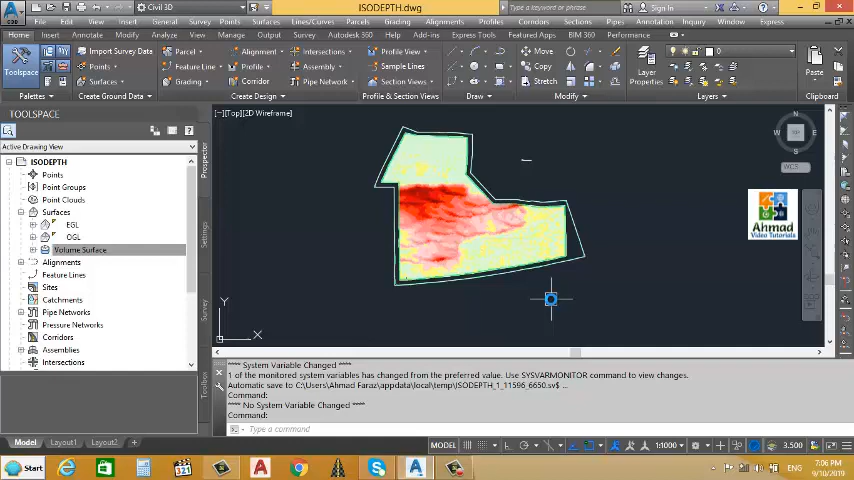 Civil 3D
ISODEPTH.dwg
Type a keyword or phrase
Sign In
File Edit View Insert General Survey Points Surfaces Lines/Curves Parcels Grading Alignments Profiles Corridors Sections Pipes Annotation Inquiry Window Express
Home Insert Annotate Modify Analyze View Manage Output Survey Autodesk 360 Help Add-ins Express Tools Featured Apps BIM 360 Performance
Toolspace
Import Survey Data
Points
Surfaces
Parcel
Feature Line
Grading
Alignment
Profile
Corridor
Intersections
Assembly
Pipe Network
Profile View
Sample Lines
Section Views
Move
Copy
Stretch
Layer
Properties
0
Paste
Palettes Create Ground Data Create Design Profile & Section Views Draw Modify Layers Clipboard
TOOLSPACE
Active Drawing View
ISODEPTH
Points
Point Groups
Point Clouds
Surfaces
EGL
OGL
Volume Surface
Alignments
Feature Lines
Sites
Catchments
Pipe Networks
Pressure Networks
Corridors
Assemblies
Intersections
Prospector
Settings
Survey
Toolbox
[−][Top][2D Wireframe]
N
W
E
S
WCS
Ahmad
Video Tutorials
Y
X
**** System Variable Changed ****
1 of the monitored system variables has changed from the preferred value. Use SYSVARMONITOR command to view changes.
Automatic save to C:\Users\Ahmad Faraz\appdata\local\temp\ISODEPTH_1_11596_6650.sv$ ...
Command:
**** No System Variable Changed ****
Command:
Type a command
Model Layout1 Layout2 +
MODEL
1:1000
3.500
Start
321
ENG
7:06 PM
9/10/2019